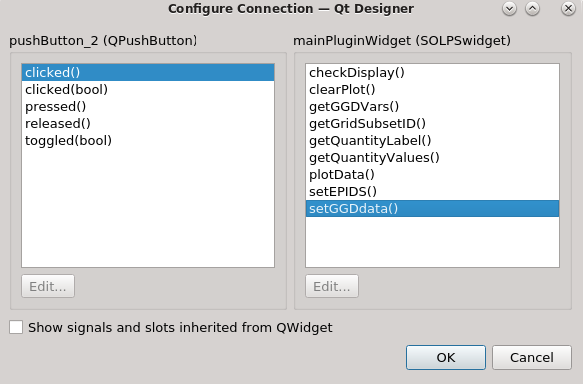 Configure Connection — Qt Designer
pushButton_2 (QPushButton)
clicked()
clicked(bool)
pressed()
released()
toggled(bool)
Edit...
mainPluginWidget (SOLPSwidget)
checkDisplay()
clearPlot()
getGGDVars()
getGridSubsetID()
getQuantityLabel()
getQuantityValues()
plotData()
setEPIDS()
setGGDdata()
Edit...
Show signals and slots inherited from QWidget
OK
Cancel